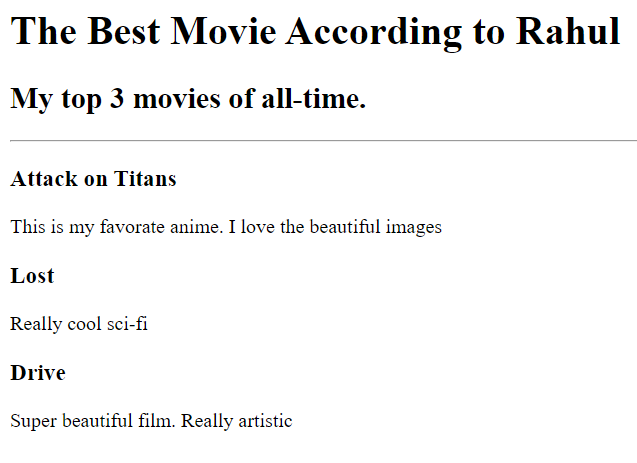 The Best Movie According to Rahul
My top 3 movies of all-time.
Attack on Titans
This is my favorate anime. I love the beautiful images
Lost
Really cool sci-fi
Drive
Super beautiful film. Really artistic